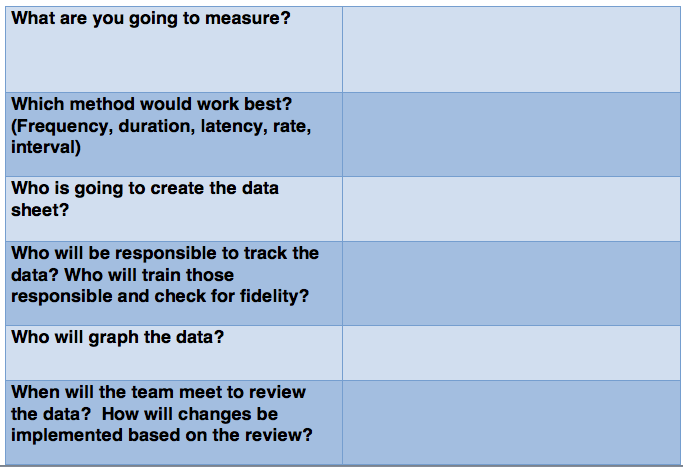 What are you going to measure?
Which method would work best?
(Frequency, duration, latency, rate,
interval)
Who is going to create the data
sheet?
Who will be responsible to track the
data? Who will train those
responsible and check for fidelity?
Who will graph the data?
When will the team meet to review
the data?  How will changes be
implemented based on the review?